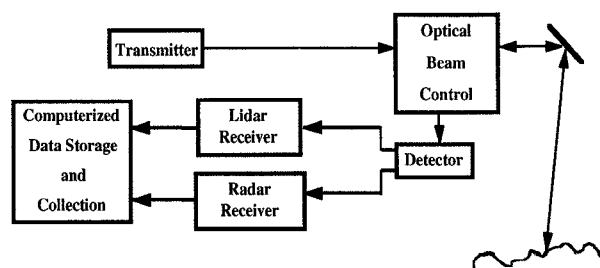 Transmitter
Optical
Beam
Control
Computerized
Data Storage
and
Collection
Lidar
Receiver
Detector
Radar
Receiver